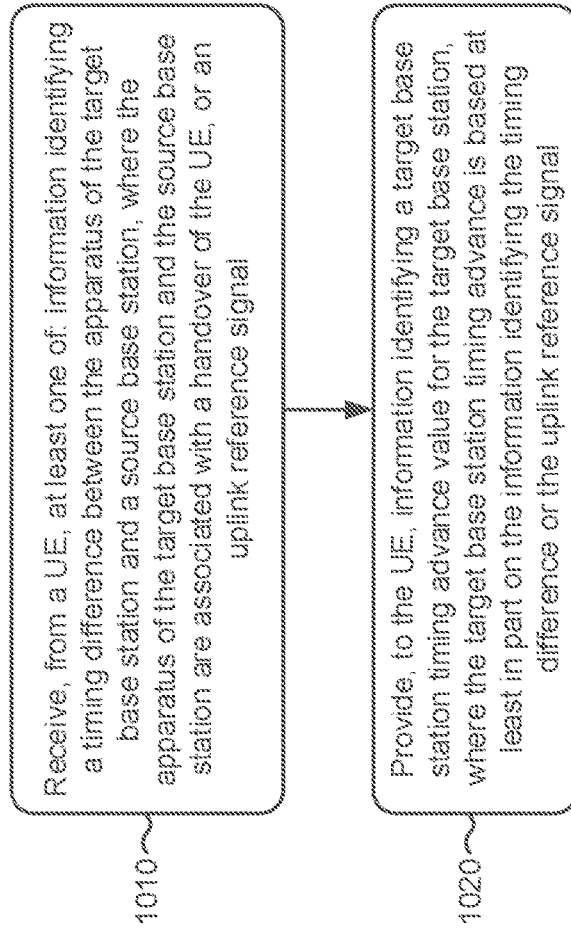 Receive, from a UE, at least one of: information identifying
a timing difference between the apparatus of the target
base station and a source base station, where the
apparatus of the target base station and the source base
station are associated with a handover of the UE, or an
uplink reference signal
1010
Provide, to the UE, information identifying a target base
station timing advance value for the target base station,
where the target base station timing advance is based at
least in part on the information identifying the timing
difference or the uplink reference signal
1020